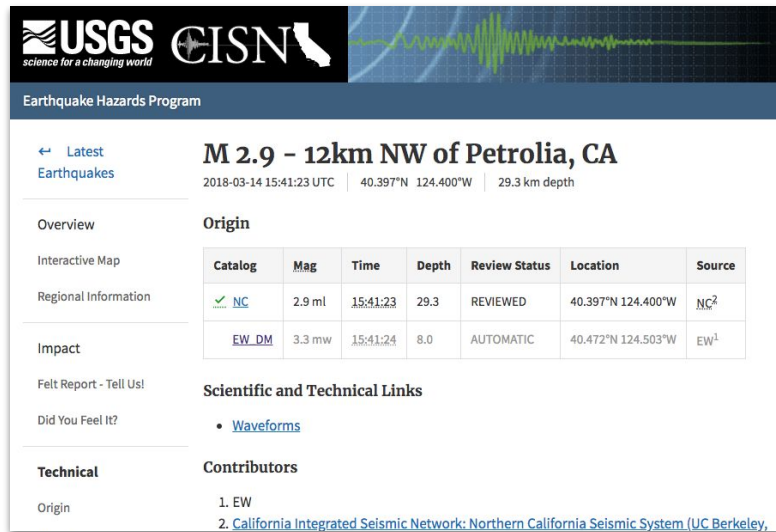 USGS
science for a changing world
CISN
Earthquake Hazards Program
← Latest
Earthquakes
Overview
Interactive Map
Regional Information
Impact
Felt Report - Tell Us!
Did You Feel It?
Technical
Origin
M 2.9 - 12km NW of Petrolia, CA
2018-03-14 15:41:23 UTC 40.397°N 124.400°W 29.3 km depth
Origin
Catalog Mag Time Depth Review Status Location Source
✓ NC 2.9 ml 15:41:23 29.3 REVIEWED 40.397°N 124.400°W NC²
EW_DM 3.3 mw 15:41:24 8.0 AUTOMATIC 40.472°N 124.503°W EW¹
Scientific and Technical Links
• Waveforms
Contributors
1. EW
2. California Integrated Seismic Network: Northern California Seismic System (UC Berkeley,